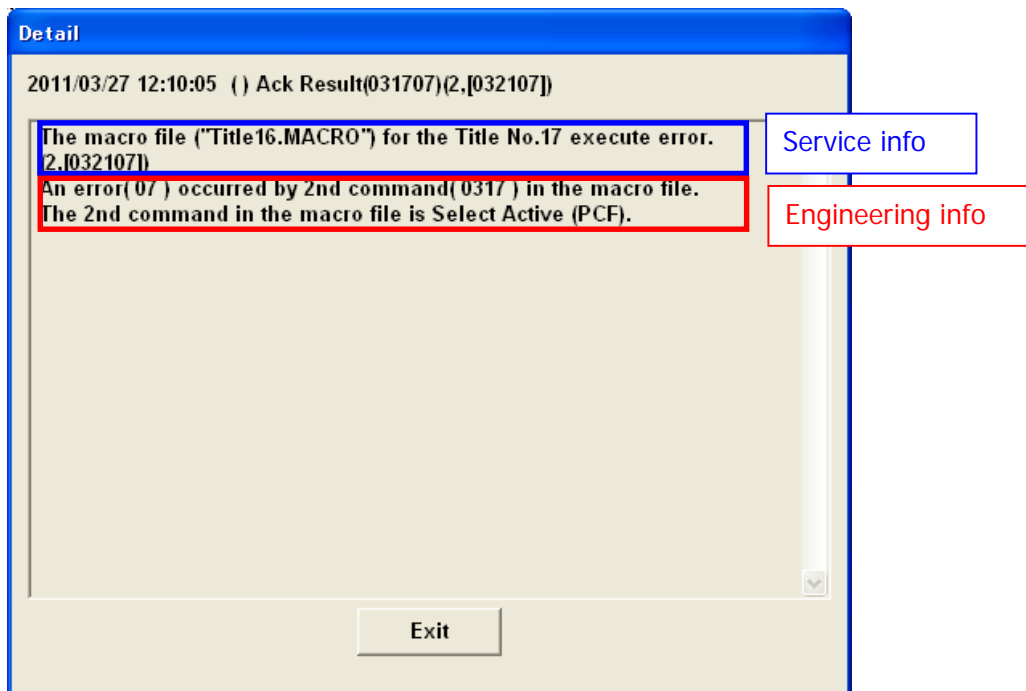 Detail
2011/03/27 12:10:05 ( ) Ack Result(031707)(2,[032107])
The macro file ("Title16.MACRO") for the Title No.17 execute error.
(2,[032107])
An error( 07 ) occurred by 2nd command( 0317 ) in the macro file.
The 2nd command in the macro file is Select Active (PCF).
Service info
Engineering info
Exit